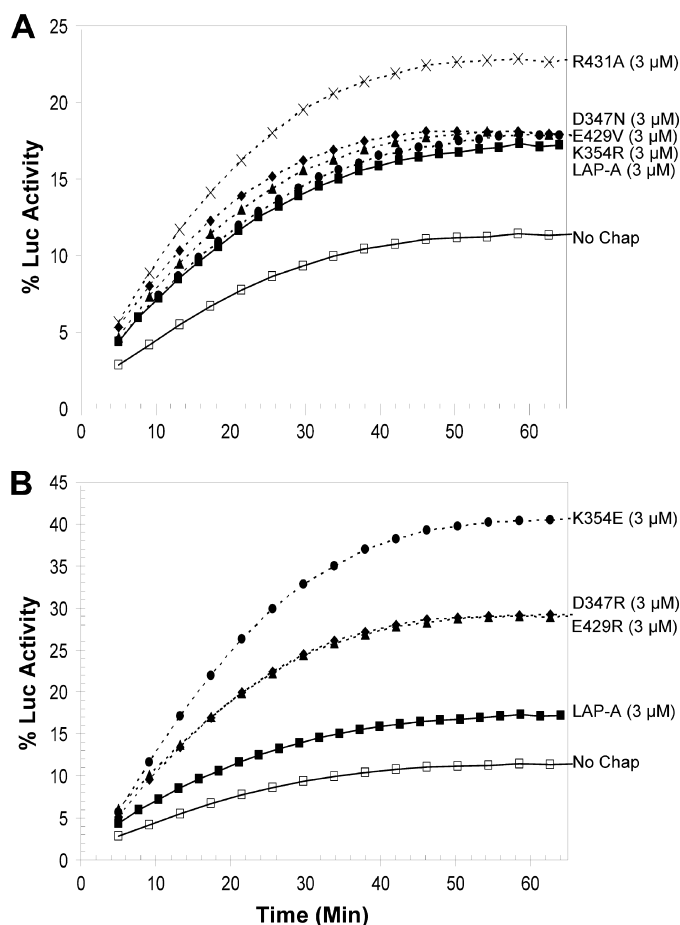 A
25
20
15
10
5
0
% Luc Activity
0 10 20 30 40 50 60
R431A (3 µM)
D347N (3 µM)
E429V (3 µM)
K354R (3 µM)
LAP-A (3 µM)
No Chap
B
45
40
35
30
25
20
15
10
5
0
% Luc Activity
0 10 20 30 40 50 60
Time (Min)
K354E (3 µM)
D347R (3 µM)
E429R (3 µM)
LAP-A (3 µM)
No Chap